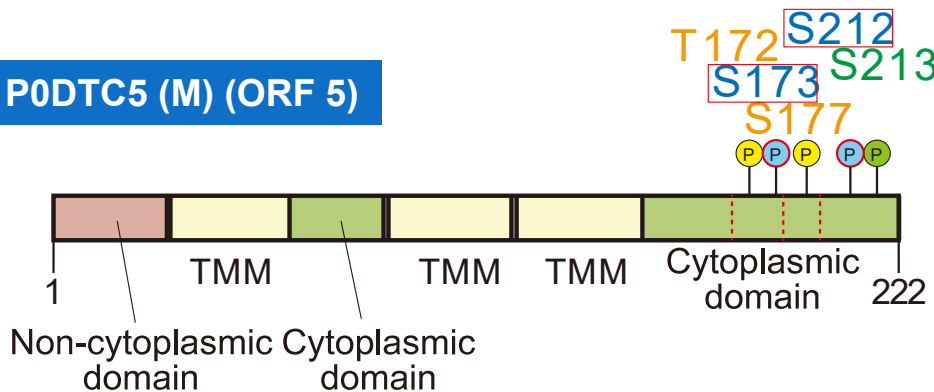 S212
T172
S213
P0DTC5 (M) (ORF 5)
S173
S177
P P P P P
TMM TMM TMM
Cytoplasmic
domain
1 222
Non-cytoplasmic
domain
Cytoplasmic
domain